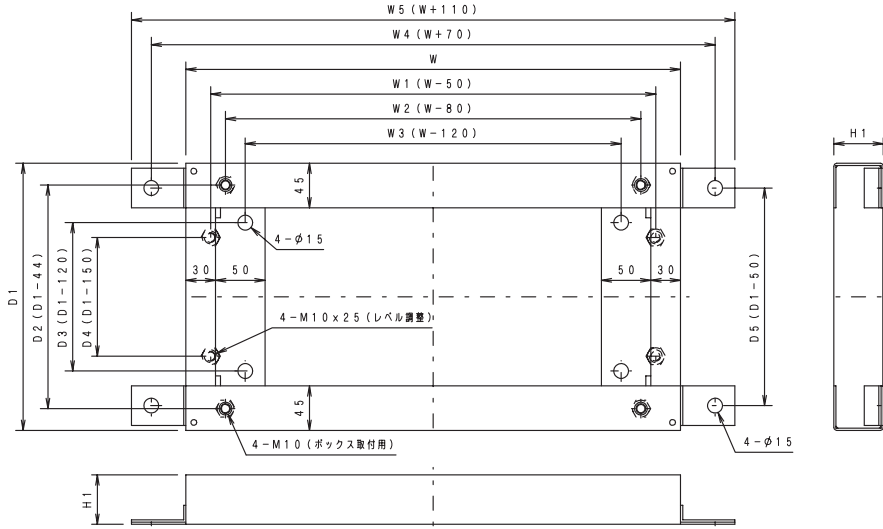 W5(W+110)
W4(W+70)
W
W1(W-50)
W2(W-80)
W3(W-120)
H1
45
4-φ15
30
50
50
30
D1
D2(D1-44)
D3(D1-120)
D4(D1-150)
D5(D1-50)
4-M10x25(レベル調整)
45
4-M10(ボックス取付用)
4-φ15
H1